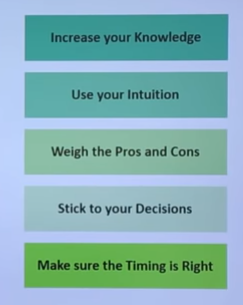 Increase your Knowledge
Use your Intuition
Weigh the Pros and Cons
Stick to your Decisions
Make sure the Timing is Right